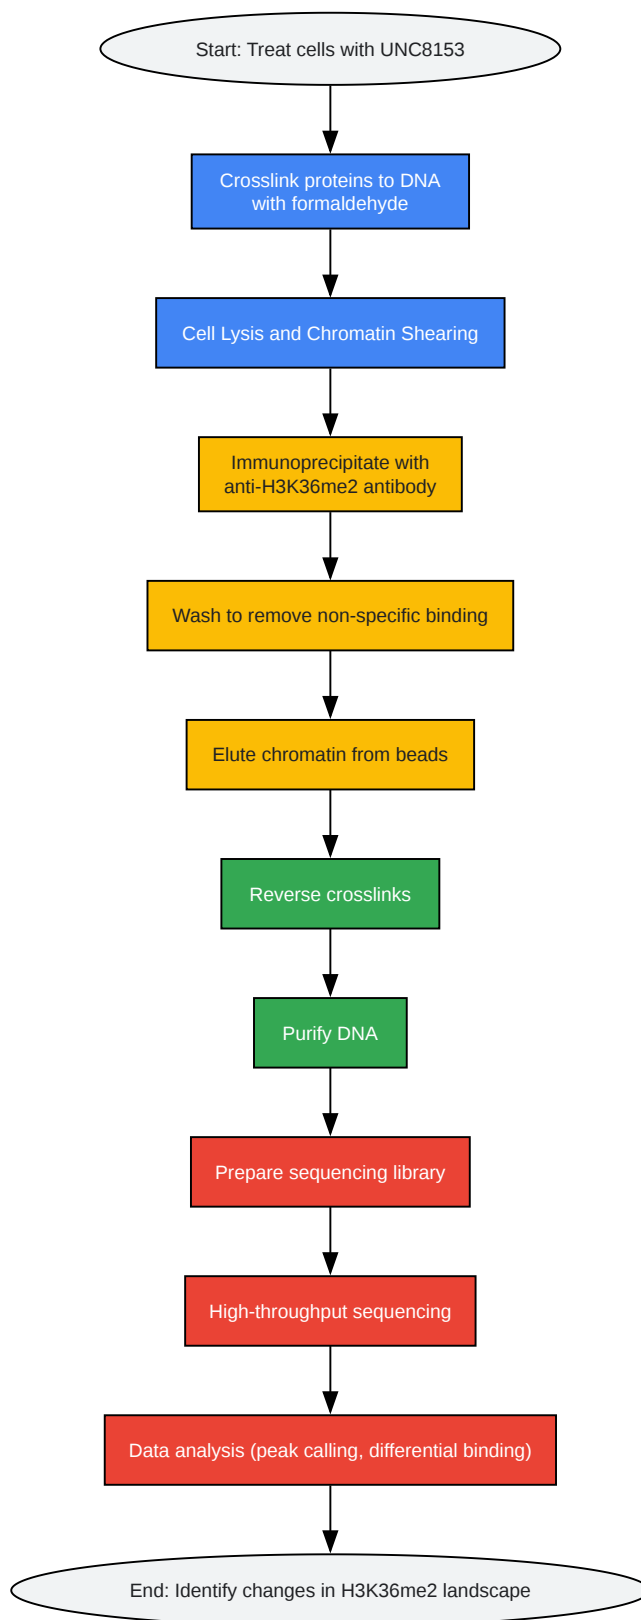 Start: Treat cells with UNC8153
Crosslink proteins to DNA
with formaldehyde
Cell Lysis and Chromatin Shearing
Immunoprecipitate with
anti-H3K36me2 antibody
Wash to remove non-specific binding
Elute chromatin from beads
Reverse crosslinks
Purify DNA
Prepare sequencing library
High-throughput sequencing
Data analysis (peak calling, differential binding)
End: Identify changes in H3K36me2 landscape